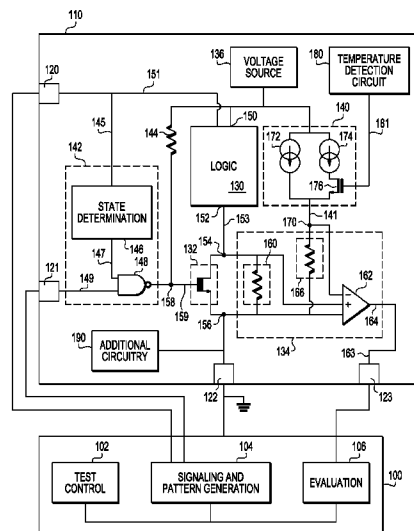 110
120
151
136
VOLTAGE
SOURCE
180
TEMPERATURE
DETECTION
CIRCUIT
145
144
150
140
142
172
174
181
LOGIC
130
176
STATE
DETERMINATION
152
153
141
170
147
146
148
132
154
160
121
149
162
158
159
166
164
156
163
190
ADDITIONAL
CIRCUITRY
134
122
123
102
104
106
100
TEST
CONTROL
SIGNALING AND
PATTERN GENERATION
EVALUATION